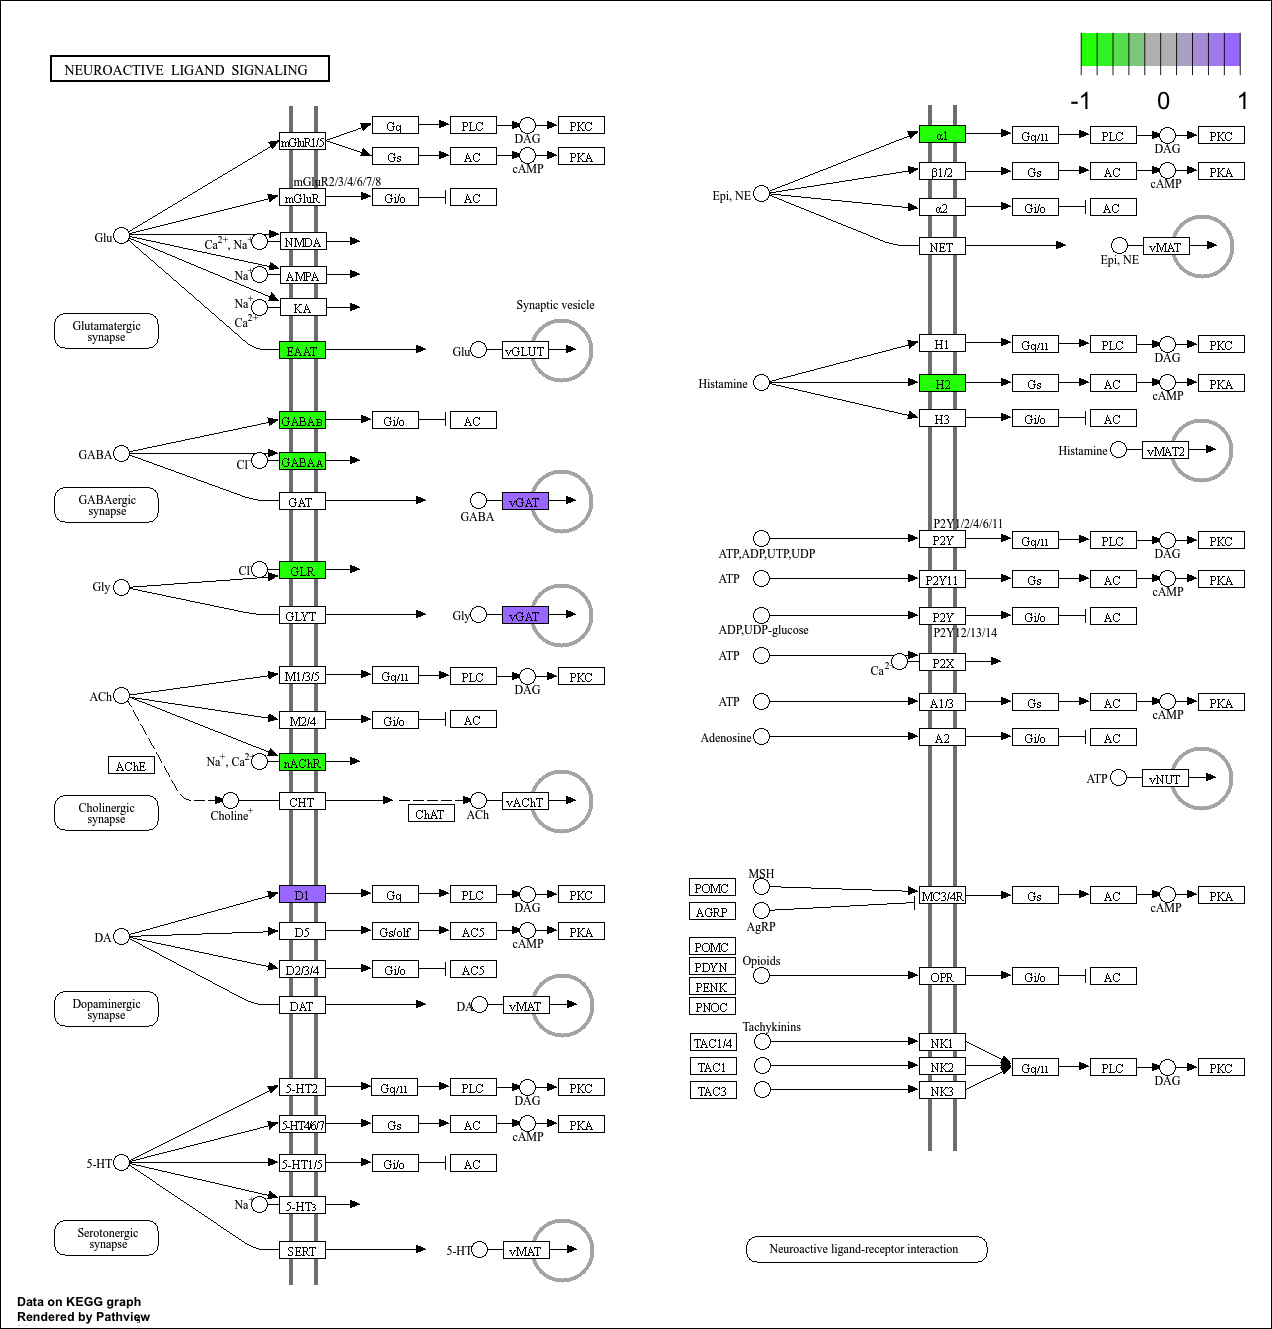 NEUROACTIVE LIGAND SIGNALING
-1 0 1
mGluR1/5 Gq PLC DAG PKC
Gs AC cAMP PKA
mGluR2/3/4/6/7/8
mGluR Gi/o AC
Glu
Ca2+, Na+ NMDA
Na+ AMPA
Na+ KA
Ca2+
Synaptic vesicle
Glutamatergic
synapse
EAAT Glu vGLUT
GABAB Gi/o AC
GABA
Cl- GABAA
GABAergic
synapse
GAT GABA vGAT
Cl- GLR
Gly
GLYT Gly vGAT
M1/3/5 Gq/11 PLC DAG PKC
ACh
M2/4 Gi/o AC
AChE
Na+, Ca2+ nAChR
Choline+ CHT ChAT ACh vAChT
Cholinergic
synapse
D1 Gq PLC DAG PKC
DA
D5 Gs/olf AC5 cAMP PKA
D2/3/4 Gi/o AC5
Dopaminergic
synapse
DAT DA vMAT
5-HT2 Gq/11 PLC DAG PKC
5-HT4/6/7 Gs AC cAMP PKA
5-HT
5-HT1/5 Gi/o AC
Na+ 5-HT3
Serotonergic
synapse
SERT 5-HT vMAT
α1 Gq/11 PLC DAG PKC
β1/2 Gs AC cAMP PKA
Epi, NE
α2 Gi/o AC
NET Epi, NE vMAT
H1 Gq/11 PLC DAG PKC
Histamine H2 Gs AC cAMP PKA
H3 Gi/o AC
Histamine vMAT2
P2Y1/2/4/6/11
P2Y Gq/11 PLC DAG PKC
ATP,ADP,UTP,UDP
ATP P2Y11 Gs AC cAMP PKA
P2Y Gi/o AC
ADP,UDP-glucose
P2Y12/13/14
ATP Ca2+ P2X
ATP A1/3 Gs AC cAMP PKA
Adenosine A2 Gi/o AC
ATP vNUT
MSH
POMC MC3/4R Gs AC cAMP PKA
AGRP
AgRP
POMC
PDYN Opioids OPR Gi/o AC
PENK
PNOC
Tachykinins
TAC1/4 NK1
TAC1 NK2 Gq/11 PLC DAG PKC
TAC3 NK3
Neuroactive ligand-receptor interaction
Data on KEGG graph
Rendered by Pathview